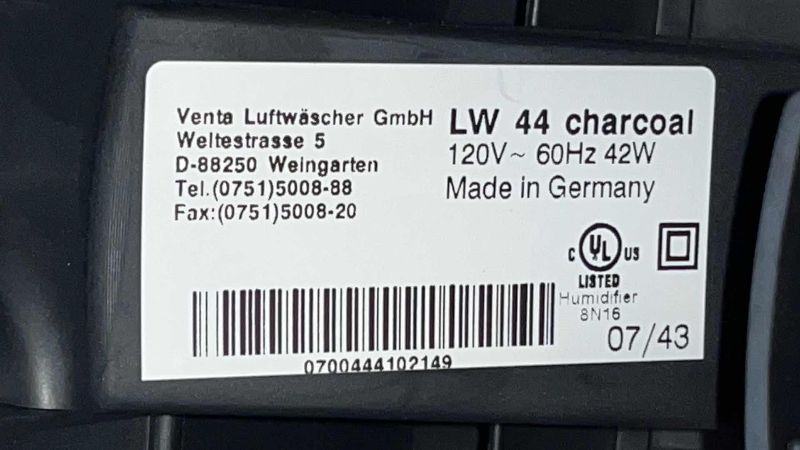 Venta Luftwäscher GmbH
Weltestrasse 5
D-88250 Weingarten
Tel.(0751)5008-88
Fax:(0751)5008-20
LW 44 charcoal
120V~ 60Hz 42W
Made in Germany
C UL US
LISTED
Humidifier
8N16
07/43
0700444102149